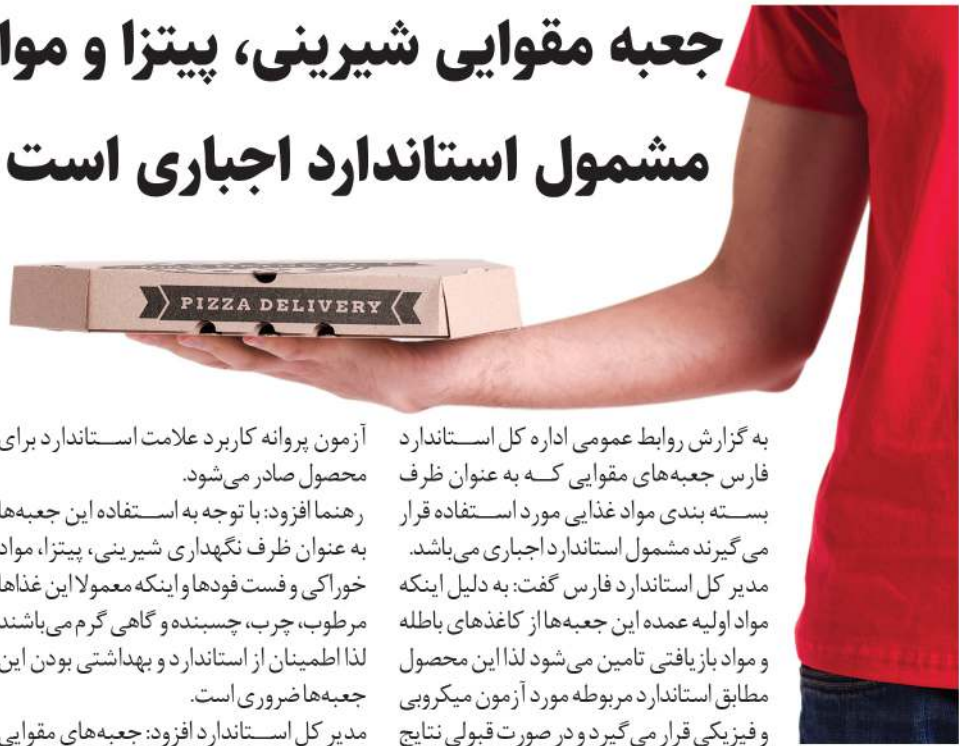 جعبه مقوایی شیرینی، پیتزا و
مشمول استاندارد اجباری است
PIZZA DELIVERY
به گزارش روابط عمومی اداره کل استاندارد
فارس جعبه‌های مقوایی که به عنوان ظرف
بسته بندی مواد غذایی مورد استفاده قرار
می‌گیرند مشمول استاندارد اجباری می‌باشد.
مدیر کل استاندارد فارس گفت: به دلیل اینکه
مواد اولیه عمده این جعبه‌ها از کاغذهای باطله
و مواد بازیافتی تامین می‌شود لذا این محصول
مطابق استاندارد مربوطه مورد آزمون میکروبی
و فیزیکی قرار می‌گیرد و در صورت قبولی نتایج
آزمون پروانه کاربرد علامت استاندارد برای
محصول صادر می‌شود.
رهنما افزود: با توجه به استفاده این جعبه‌ها
به عنوان ظرف نگهداری شیرینی، پیتزا، مواد
خوراکی و فست فودها و اینکه معمولا این غذاها
مرطوب، چرب، چسبنده و گاهی گرم می‌باشند
لذا اطمینان از استاندارد و بهداشتی بودن این
جعبه‌ها ضروری است.
مدیر کل استاندارد افزود: جعبه‌های مقوایی